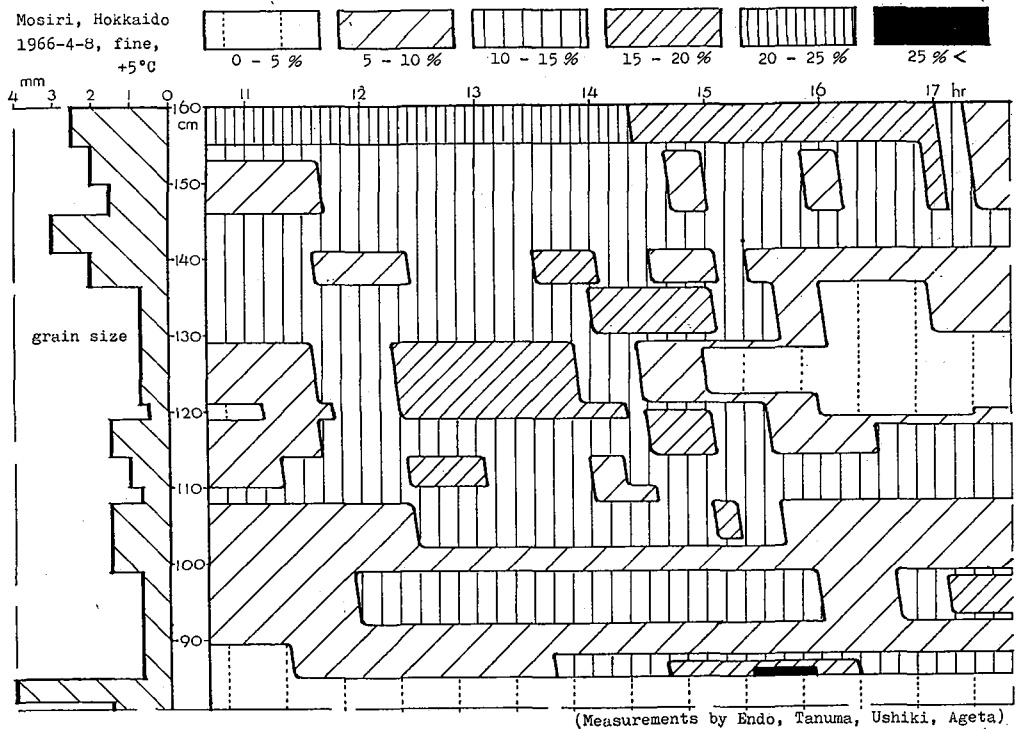 Mosiri, Hokkaido
1966-4-8, fine,
+5°C
0 - 5 %
5 - 10 %
10 - 15 %
15 - 20 %
20 - 25 %
25 % <
mm
4 3 2 1 0
11 12 13 14 15 16 17 hr
160
cm
150
140
130
120
110
100
90
grain size
(Measurements by Endo, Tanuma, Ushiki, Ageta)